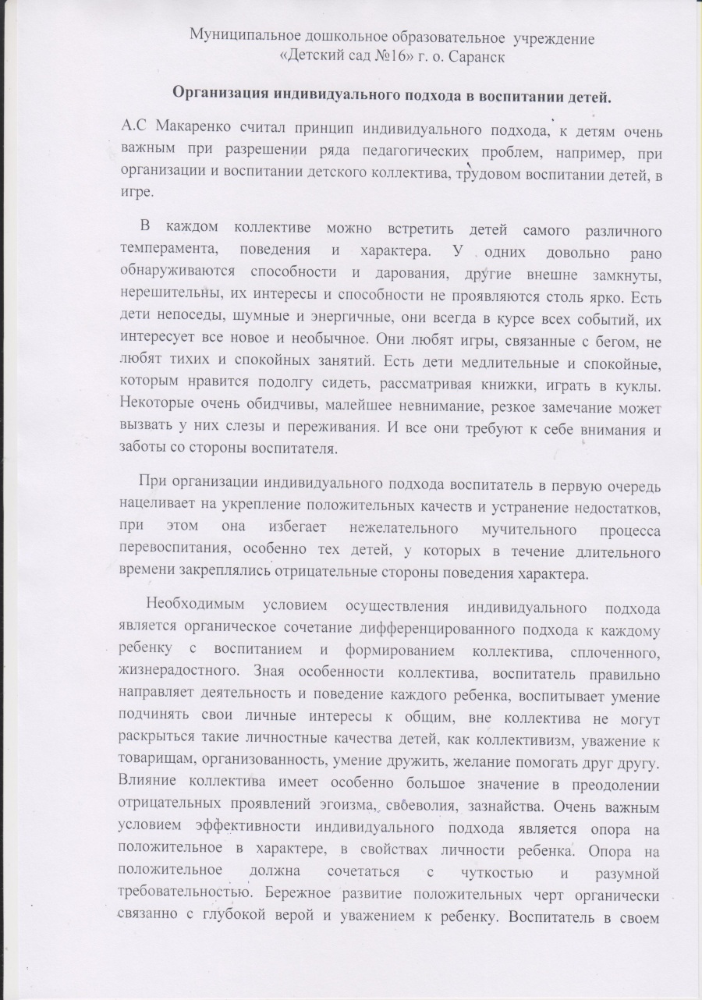 Муниципальное дошкольное образовательное  учреждение
«Детский сад №16» г. о. Саранск
Организация индивидуального подхода в воспитании детей.
А.С Макаренко считал принцип индивидуального подхода, к детям очень
важным при разрешении ряда педагогических проблем, например, при
организации и воспитании детского коллектива, трудовом воспитании детей, в
игре.
В каждом коллективе можно встретить детей самого различного
темперамента, поведения и характера. У одних довольно рано
обнаруживаются способности и дарования, другие внешне замкнуты,
нерешительны, их интересы и способности не проявляются столь ярко. Есть
дети непоседы, шумные и энергичные, они всегда в курсе всех событий, их
интересует все новое и необычное. Они любят игры, связанные с бегом, не
любят тихих и спокойных занятий. Есть дети медлительные и спокойные,
которым нравится подолгу сидеть, рассматривая книжки, играть в куклы.
Некоторые очень обидчивы, малейшее невнимание, резкое замечание может
вызвать у них слезы и переживания. И все они требуют к себе внимания и
заботы со стороны воспитателя.
При организации индивидуального подхода воспитатель в первую очередь
нацеливает на укрепление положительных качеств и устранение недостатков,
при этом она избегает нежелательного мучительного процесса
перевоспитания, особенно тех детей, у которых в течение длительного
времени закреплялись отрицательные стороны поведения характера.
Необходимым условием осуществления индивидуального подхода
является органическое сочетание дифференцированного подхода к каждому
ребенку с воспитанием и формированием коллектива, сплоченного,
жизнерадостного. Зная особенности коллектива, воспитатель правильно
направляет деятельность и поведение каждого ребенка, воспитывает умение
подчинять свои личные интересы к общим, вне коллектива не могут
раскрыться такие личностные качества детей, как коллективизм, уважение к
товарищам, организованность, умение дружить, желание помогать друг другу.
Влияние коллектива имеет особенно большое значение в преодолении
отрицательных проявлений эгоизма, своеволия, зазнайства. Очень важным
условием эффективности индивидуального подхода является опора на
положительное в характере, в свойствах личности ребенка. Опора на
положительное должна сочетаться с чуткостью и разумной
требовательностью. Бережное развитие положительных черт органически
связанно с глубокой верой и уважением к ребенку. Воспитатель в своем